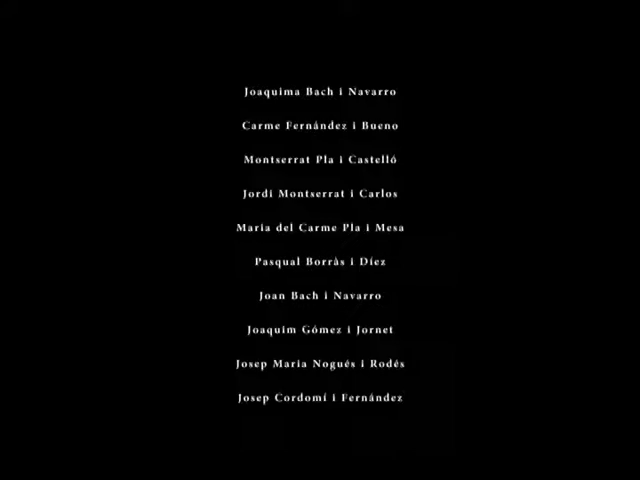 Joaquima Bach i Navarro
Carme Fernández i Bueno
Montserrat Pla i Castelló
Jordi Montserrat i Carlos
Maria del Carme Pla i Mesa
Pasqual Borràs i Díez
Joan Bach i Navarro
Joaquim Gómez i Jornet
Josep Maria Nogués i Rodés
Josep Cordomí i Fernández